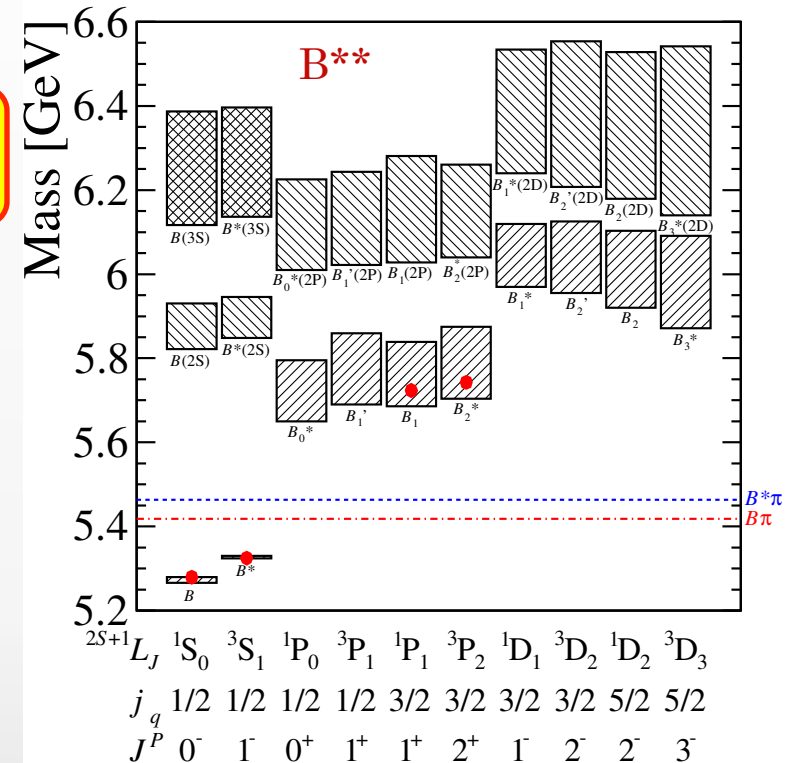 6.6
B**
6.4
6.2
6
5.8
5.6
5.4
5.2
Mass [GeV]
B(3S) B*(3S)
B₁*(2D) B₂'(2D) B₂(2D) B₃*(2D)
B₀*(2P) B₁'(2P) B₁(2P) B₂*(2P)
B₁* B₂' B₂ B₃*
B(2S) B*(2S)
B₀* B₁' B₁ B₂*
B*π
Bπ
B B*
²ˢ⁺¹L_J ¹S₀ ³S₁ ¹P₀ ³P₁ ¹P₁ ³P₂ ¹D₁ ³D₂ ¹D₂ ³D₃
j_q 1/2 1/2 1/2 1/2 3/2 3/2 3/2 3/2 5/2 5/2
Jᴾ 0⁻ 1⁻ 0⁺ 1⁺ 1⁺ 2⁺ 1⁻ 2⁻ 2⁻ 3⁻